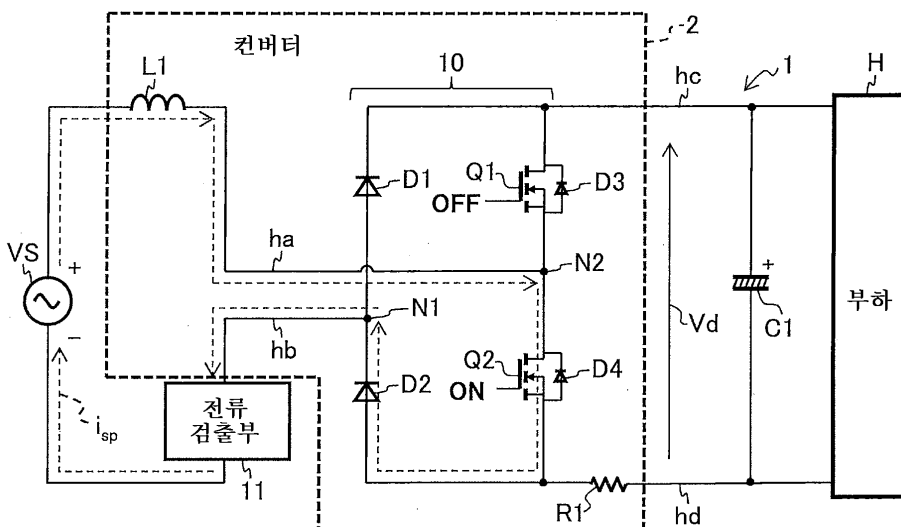 컨버터
2
L1
10
hc
1
H
Q1
D1
D3
OFF
VS
+
ha
N2
−
N1
hb
Vd
+
C1
부하
Q2
D2
D4
ON
전류
검출부
isp
11
R1
hd